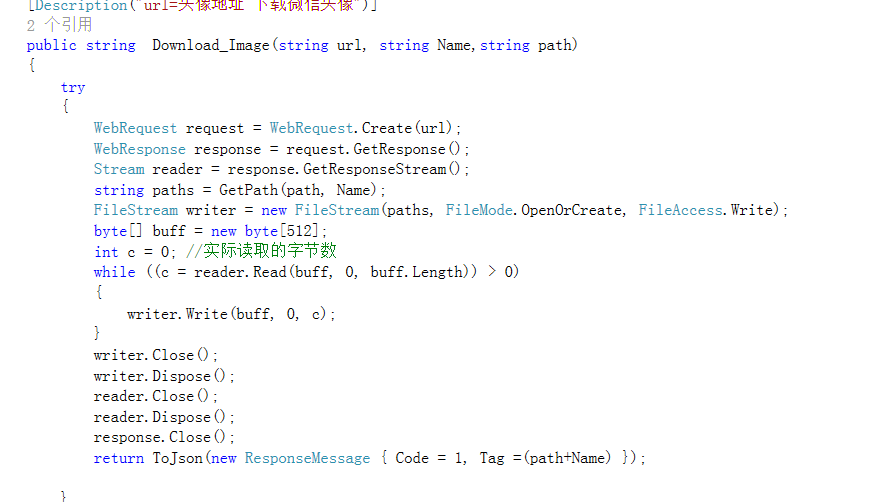 [Description("url=头像地址 下载微信头像")]
2 个引用
public string  Download_Image(string url, string Name,string path)
{
    try
    {
        WebRequest request = WebRequest.Create(url);
        WebResponse response = request.GetResponse();
        Stream reader = response.GetResponseStream();
        string paths = GetPath(path, Name);
        FileStream writer = new FileStream(paths, FileMode.OpenOrCreate, FileAccess.Write);
        byte[] buff = new byte[512];
        int c = 0; //实际读取的字节数
        while ((c = reader.Read(buff, 0, buff.Length)) > 0)
        {
            writer.Write(buff, 0, c);
        }
        writer.Close();
        writer.Dispose();
        reader.Close();
        reader.Dispose();
        response.Close();
        return ToJson(new ResponseMessage { Code = 1, Tag =(path+Name) });
    }